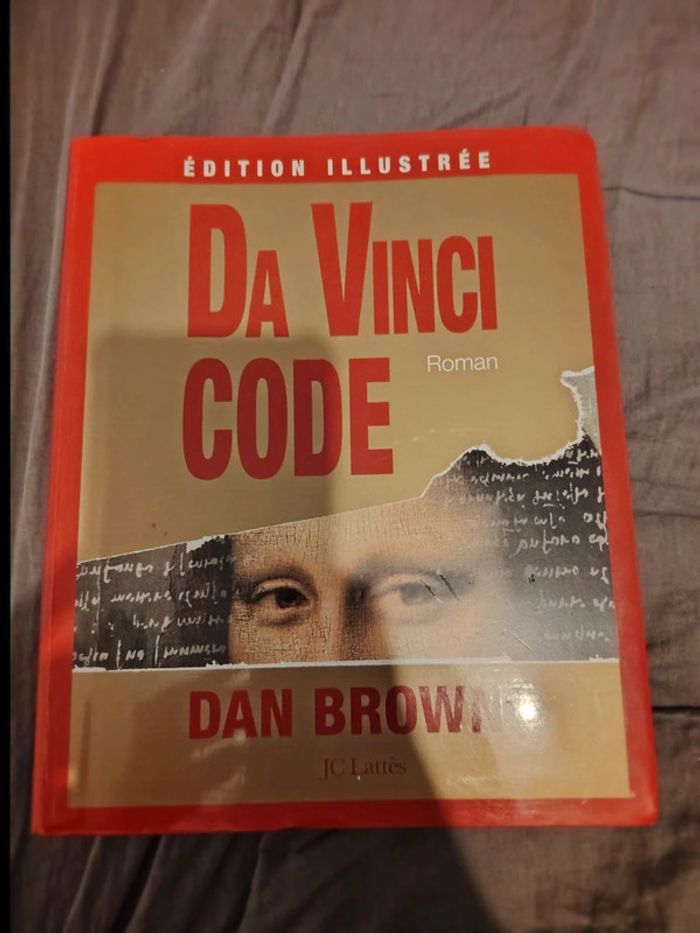 ÉDITION ILLUSTRÉE
DA VINCI
CODE
Roman
DAN BROWN
JC Lattès